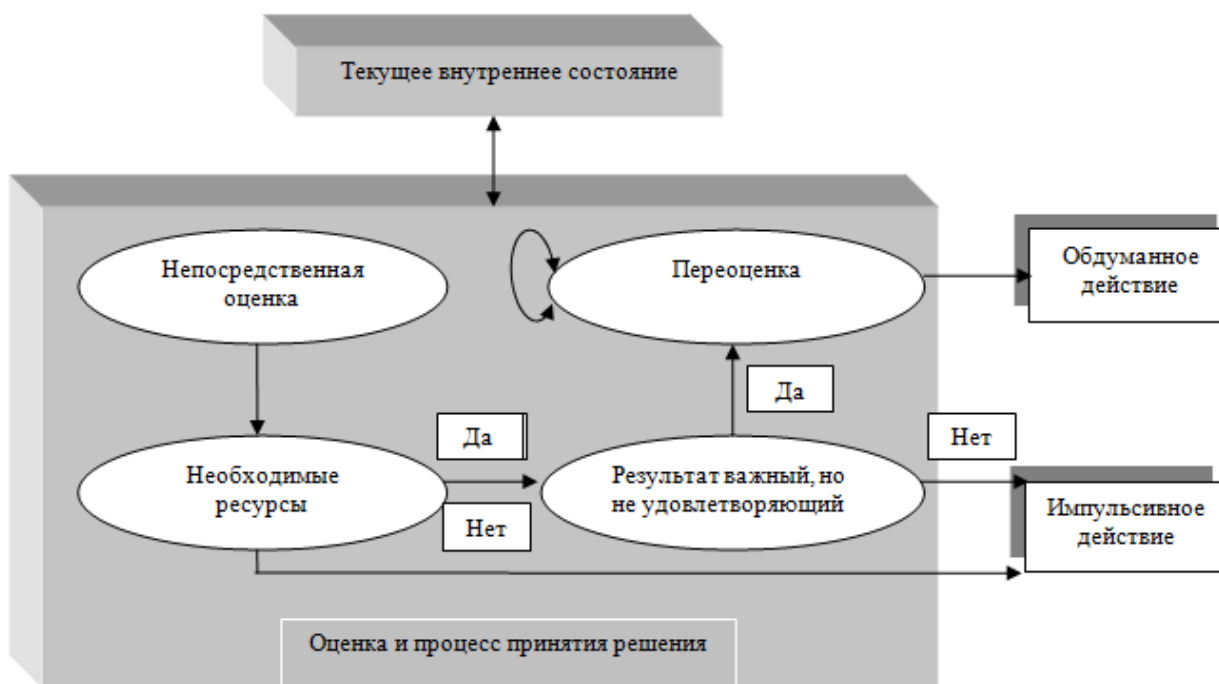 Текущее внутреннее состояние
Непосредственная
оценка
Переоценка
Обдуманное
действие
Да
Да
Нет
Необходимые
ресурсы
Результат важный, но
не удовлетворяющий
Нет
Импульсивное
действие
Оценка и процесс принятия решения